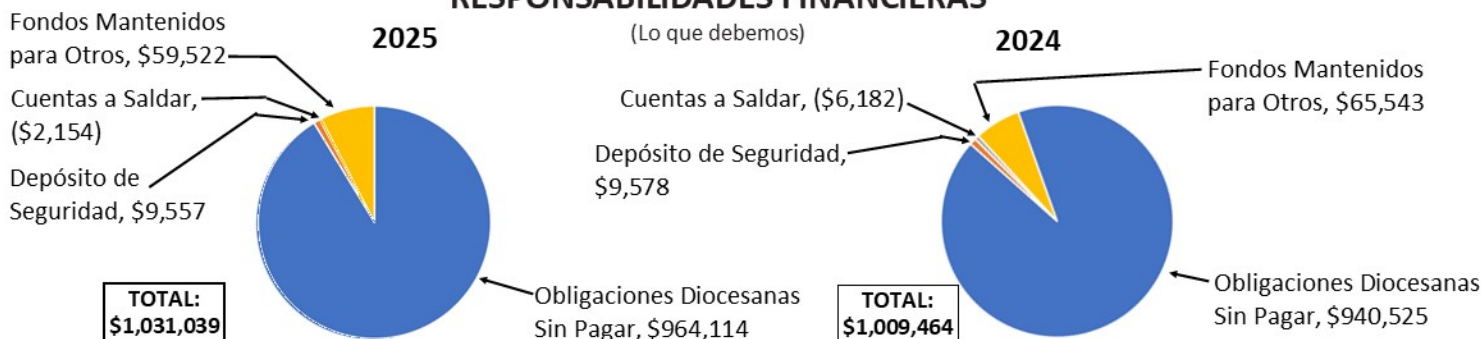 RESPONSABILIDADES FINANCIERAS
(Lo que debemos)
2025
Fondos Mantenidos
para Otros, $59,522
Cuentas a Saldar,
($2,154)
Depósito de
Seguridad, $9,557
TOTAL:
$1,031,039
Obligaciones Diocesanas
Sin Pagar, $964,114
2024
Fondos Mantenidos
para Otros, $65,543
Cuentas a Saldar, ($6,182)
Depósito de Seguridad,
$9,578
TOTAL:
$1,009,464
Obligaciones Diocesanas
Sin Pagar, $940,525